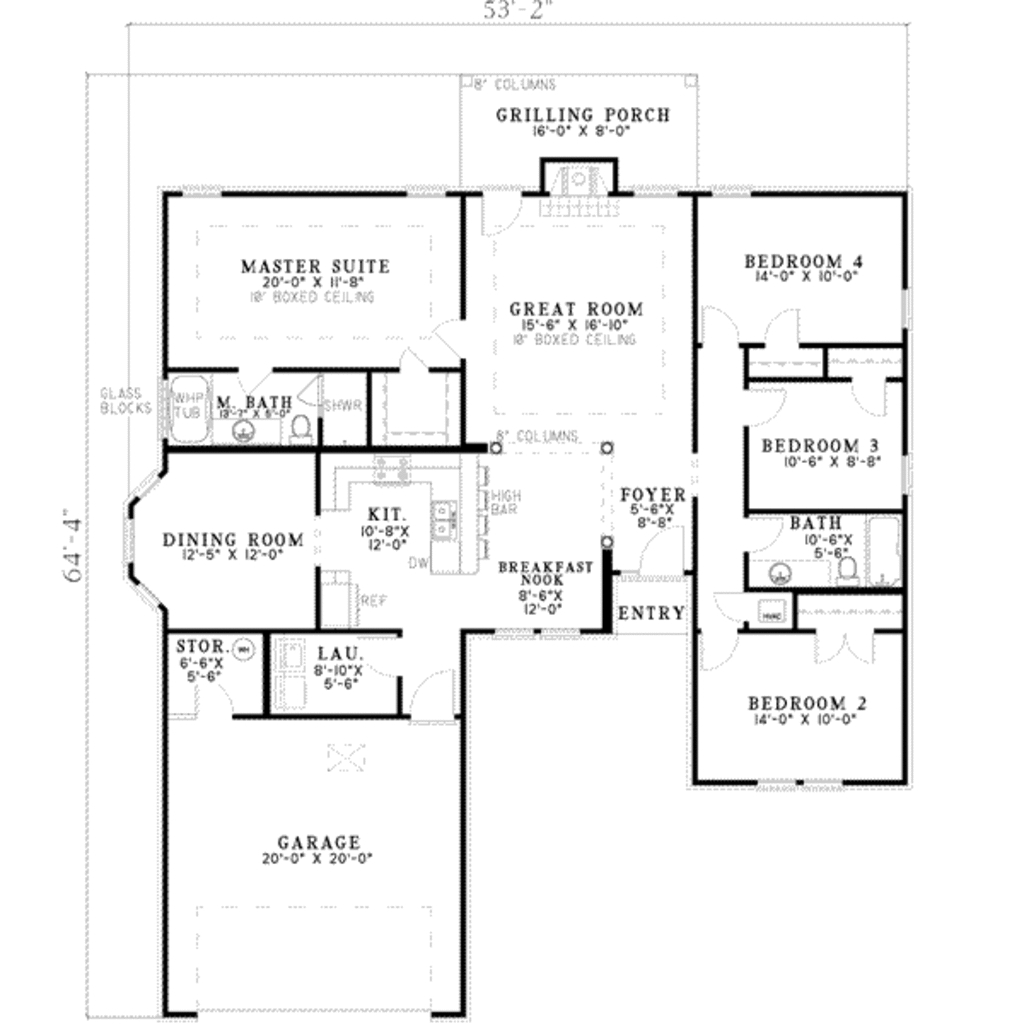 53'-2"
8" COLUMNS
GRILLING PORCH
16'-0" X 8'-0"
MASTER SUITE
20'-0" X 11'-8"
10' BOXED CEILING
GREAT ROOM
15'-6" X 16'-10"
10' BOXED CEILING
BEDROOM 4
14'-0" X 10'-0"
GLASS
BLOCKS
WHP
TUB
M. BATH
13'-7" X 5'-0"
SHWR
8" COLUMNS
BEDROOM 3
10'-6" X 8'-8"
DINING ROOM
12'-5" X 12'-0"
KIT.
10'-8"X
12'-0"
HIGH
BAR
DW
REF
FOYER
5'-6"X
8'-8"
BREAKFAST
NOOK
8'-6"X
12'-0"
BATH
10'-6"X
5'-6"
ENTRY
HVAC
64'-4"
STOR.
6'-6"X
5'-6"
WH
LAU.
8'-10"X
5'-6"
BEDROOM 2
14'-0" X 10'-0"
GARAGE
20'-0" X 20'-0"